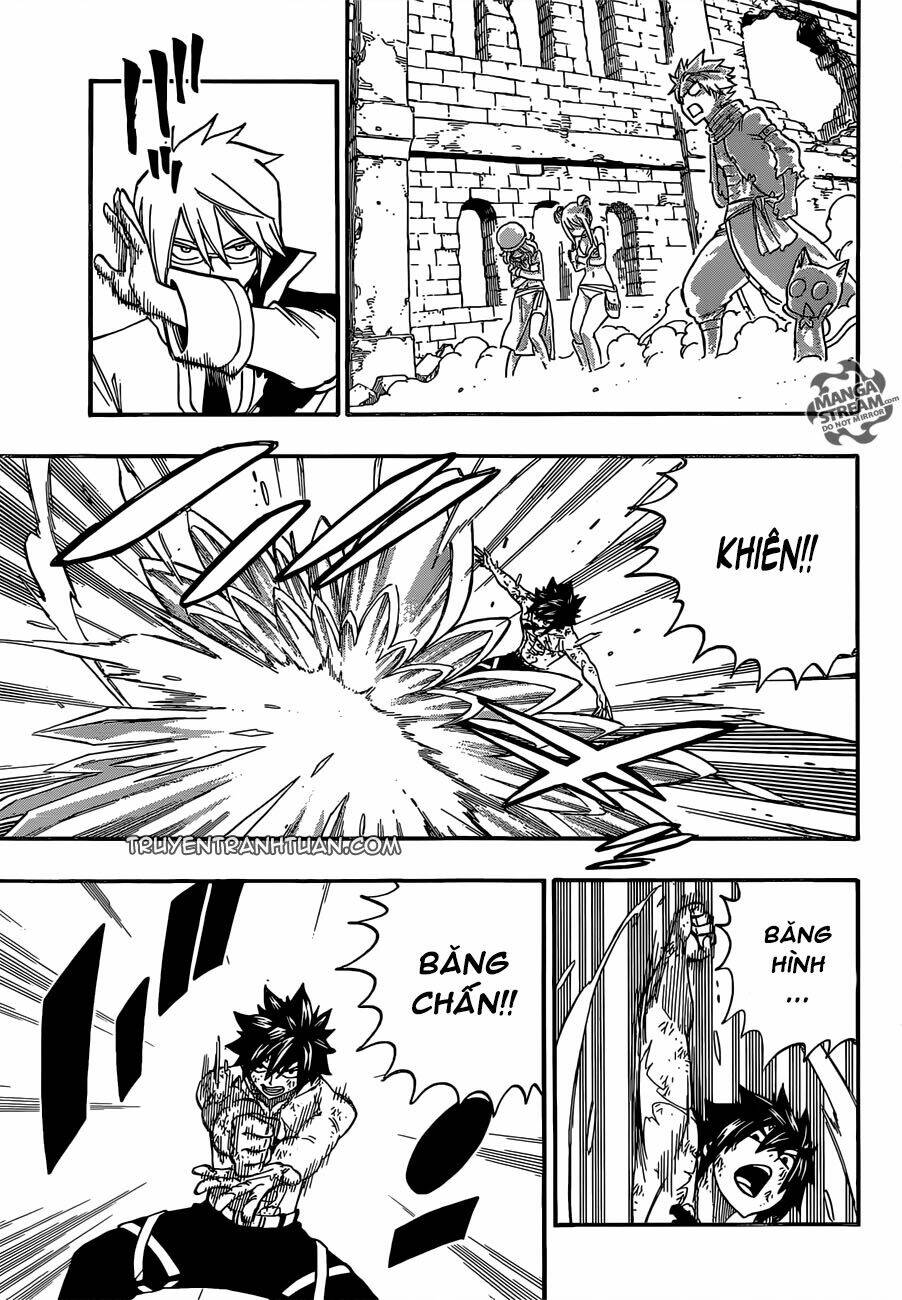 MANGA
STREAM.com
DO NOT MIRROR
KHIÊN!!
TRUYENTRANHTUAN.COM
BĂNG
HÌNH
...
BĂNG
CHẤN!!